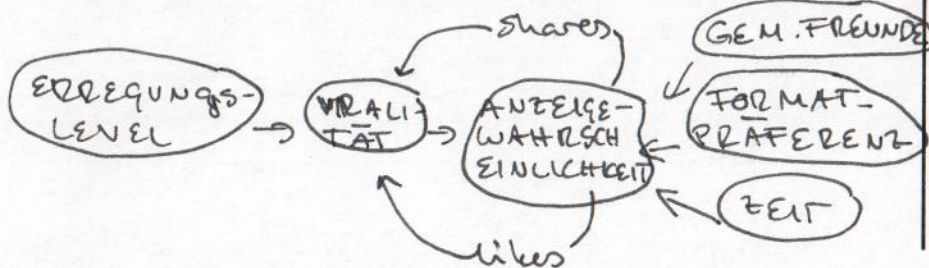 shares
GEM. FREUNDE
ERREGUNGS-
LEVEL
VIRALI-
TÄT
ANZEIGE-
WAHRSCH
EINLICHKEIT
FORMAT-
PRÄFERENZ
ZEIT
likes